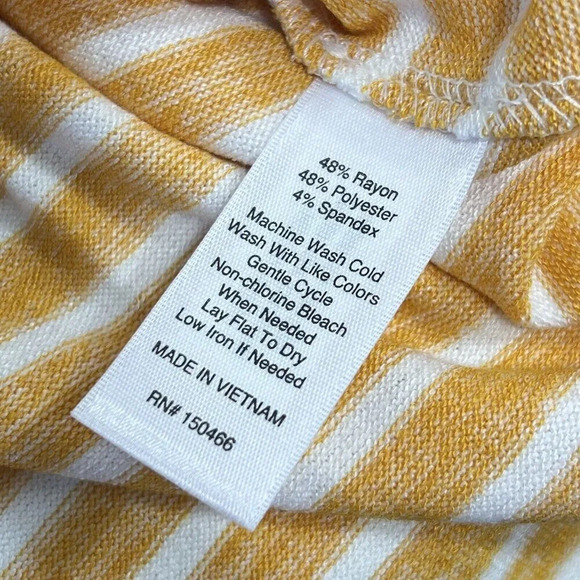 48% Rayon
48% Polyester
4% Spandex
Machine Wash Cold
Wash With Like Colors
Gentle Cycle
Non-chlorine Bleach
When Needed
Lay Flat To Dry
Low Iron If Needed
MADE IN VIETNAM
RN# 150466